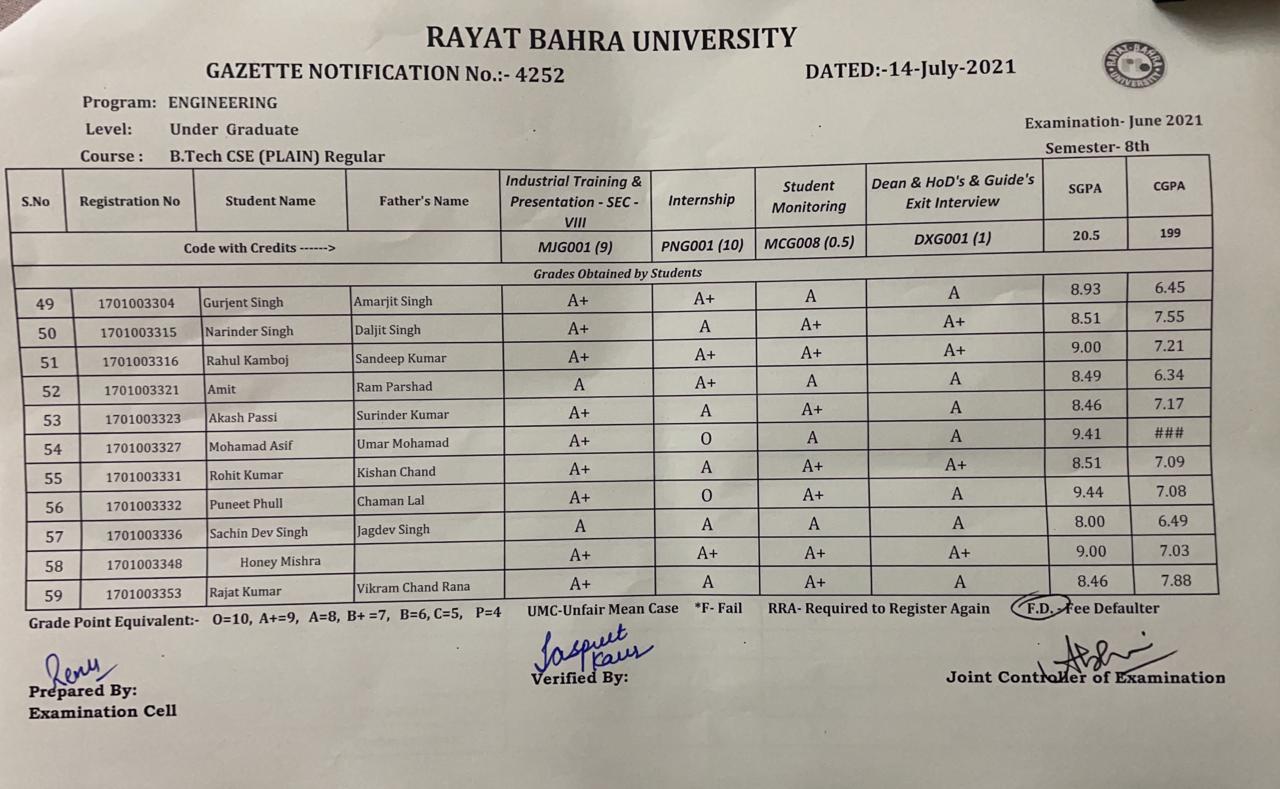 RAYAT BAHRA UNIVERSITY
GAZETTE NOTIFICATION No.:- 4252 DATED:-14-July-2021
RAYAT-BAHRA UNIVERSITY
Program: ENGINEERING
Level: Under Graduate Examination- June 2021
Course : B.Tech CSE (PLAIN) Regular Semester- 8th
S.No Registration No Student Name Father's Name Industrial Training & Presentation - SEC - VIII Internship Student Monitoring Dean & HoD's & Guide's Exit Interview SGPA CGPA
Code with Credits ------> MJG001 (9) PNG001 (10) MCG008 (0.5) DXG001 (1) 20.5 199
Grades Obtained by Students
49 1701003304 Gurjent Singh Amarjit Singh A+ A+ A A 8.93 6.45
50 1701003315 Narinder Singh Daljit Singh A+ A A+ A+ 8.51 7.55
51 1701003316 Rahul Kamboj Sandeep Kumar A+ A+ A+ A+ 9.00 7.21
52 1701003321 Amit Ram Parshad A A+ A A 8.49 6.34
53 1701003323 Akash Passi Surinder Kumar A+ A A+ A 8.46 7.17
54 1701003327 Mohamad Asif Umar Mohamad A+ O A A 9.41 ###
55 1701003331 Rohit Kumar Kishan Chand A+ A A+ A+ 8.51 7.09
56 1701003332 Puneet Phull Chaman Lal A+ O A+ A 9.44 7.08
57 1701003336 Sachin Dev Singh Jagdev Singh A A A A 8.00 6.49
58 1701003348 Honey Mishra A+ A+ A+ A+ 9.00 7.03
59 1701003353 Rajat Kumar Vikram Chand Rana A+ A A+ A 8.46 7.88
Grade Point Equivalent:- O=10, A+=9, A=8, B+ =7, B=6, C=5, P=4 UMC-Unfair Mean Case *F- Fail RRA- Required to Register Again F.D.-Fee Defaulter
Renu Jaspreet Kaur
Prepared By: Verified By: Joint Controller of Examination
Examination Cell